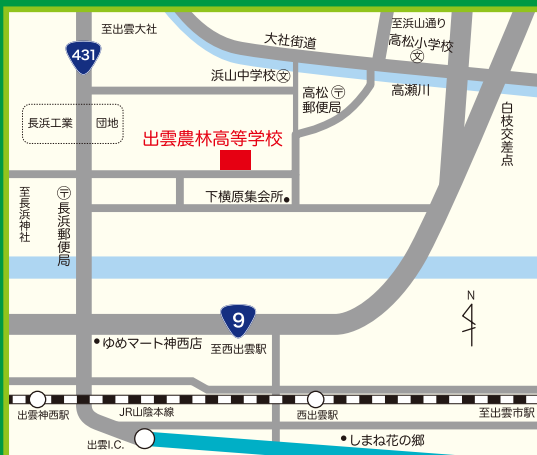 至出雲大社
431
大社街道
至浜山通り
高松小学校
文
浜山中学校文
高松〒
郵便局
高瀬川
白枝交差点
長浜工業 団地
出雲農林高等学校
至長浜神社
〒長浜郵便局
下横原集会所
N
9
ゆめマート神西店
至西出雲駅
出雲神西駅
JR山陰本線
西出雲駅
至出雲市駅
出雲I.C.
しまね花の郷